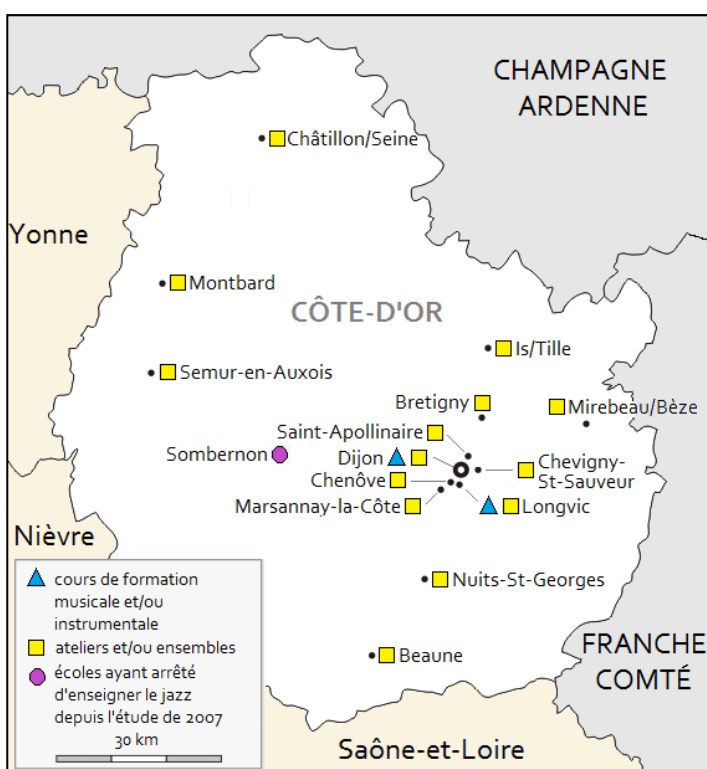 CHAMPAGNE
ARDENNE
Châtillon/Seine
Yonne
Montbard
CÔTE-D'OR
Is/Tille
Semur-en-Auxois
Bretigny
Mirebeau/Bèze
Saint-Apollinaire
Sombernon
Dijon
Chevigny-
St-Sauveur
Chenôve
Marsannay-la-Côte
Longvic
Nièvre
Nuits-St-Georges
Beaune
FRANCHE
COMTÉ
cours de formation
musicale et/ou
instrumentale
ateliers et/ou ensembles
écoles ayant arrêté
d'enseigner le jazz
depuis l'étude de 2007
30 km
Saône-et-Loire